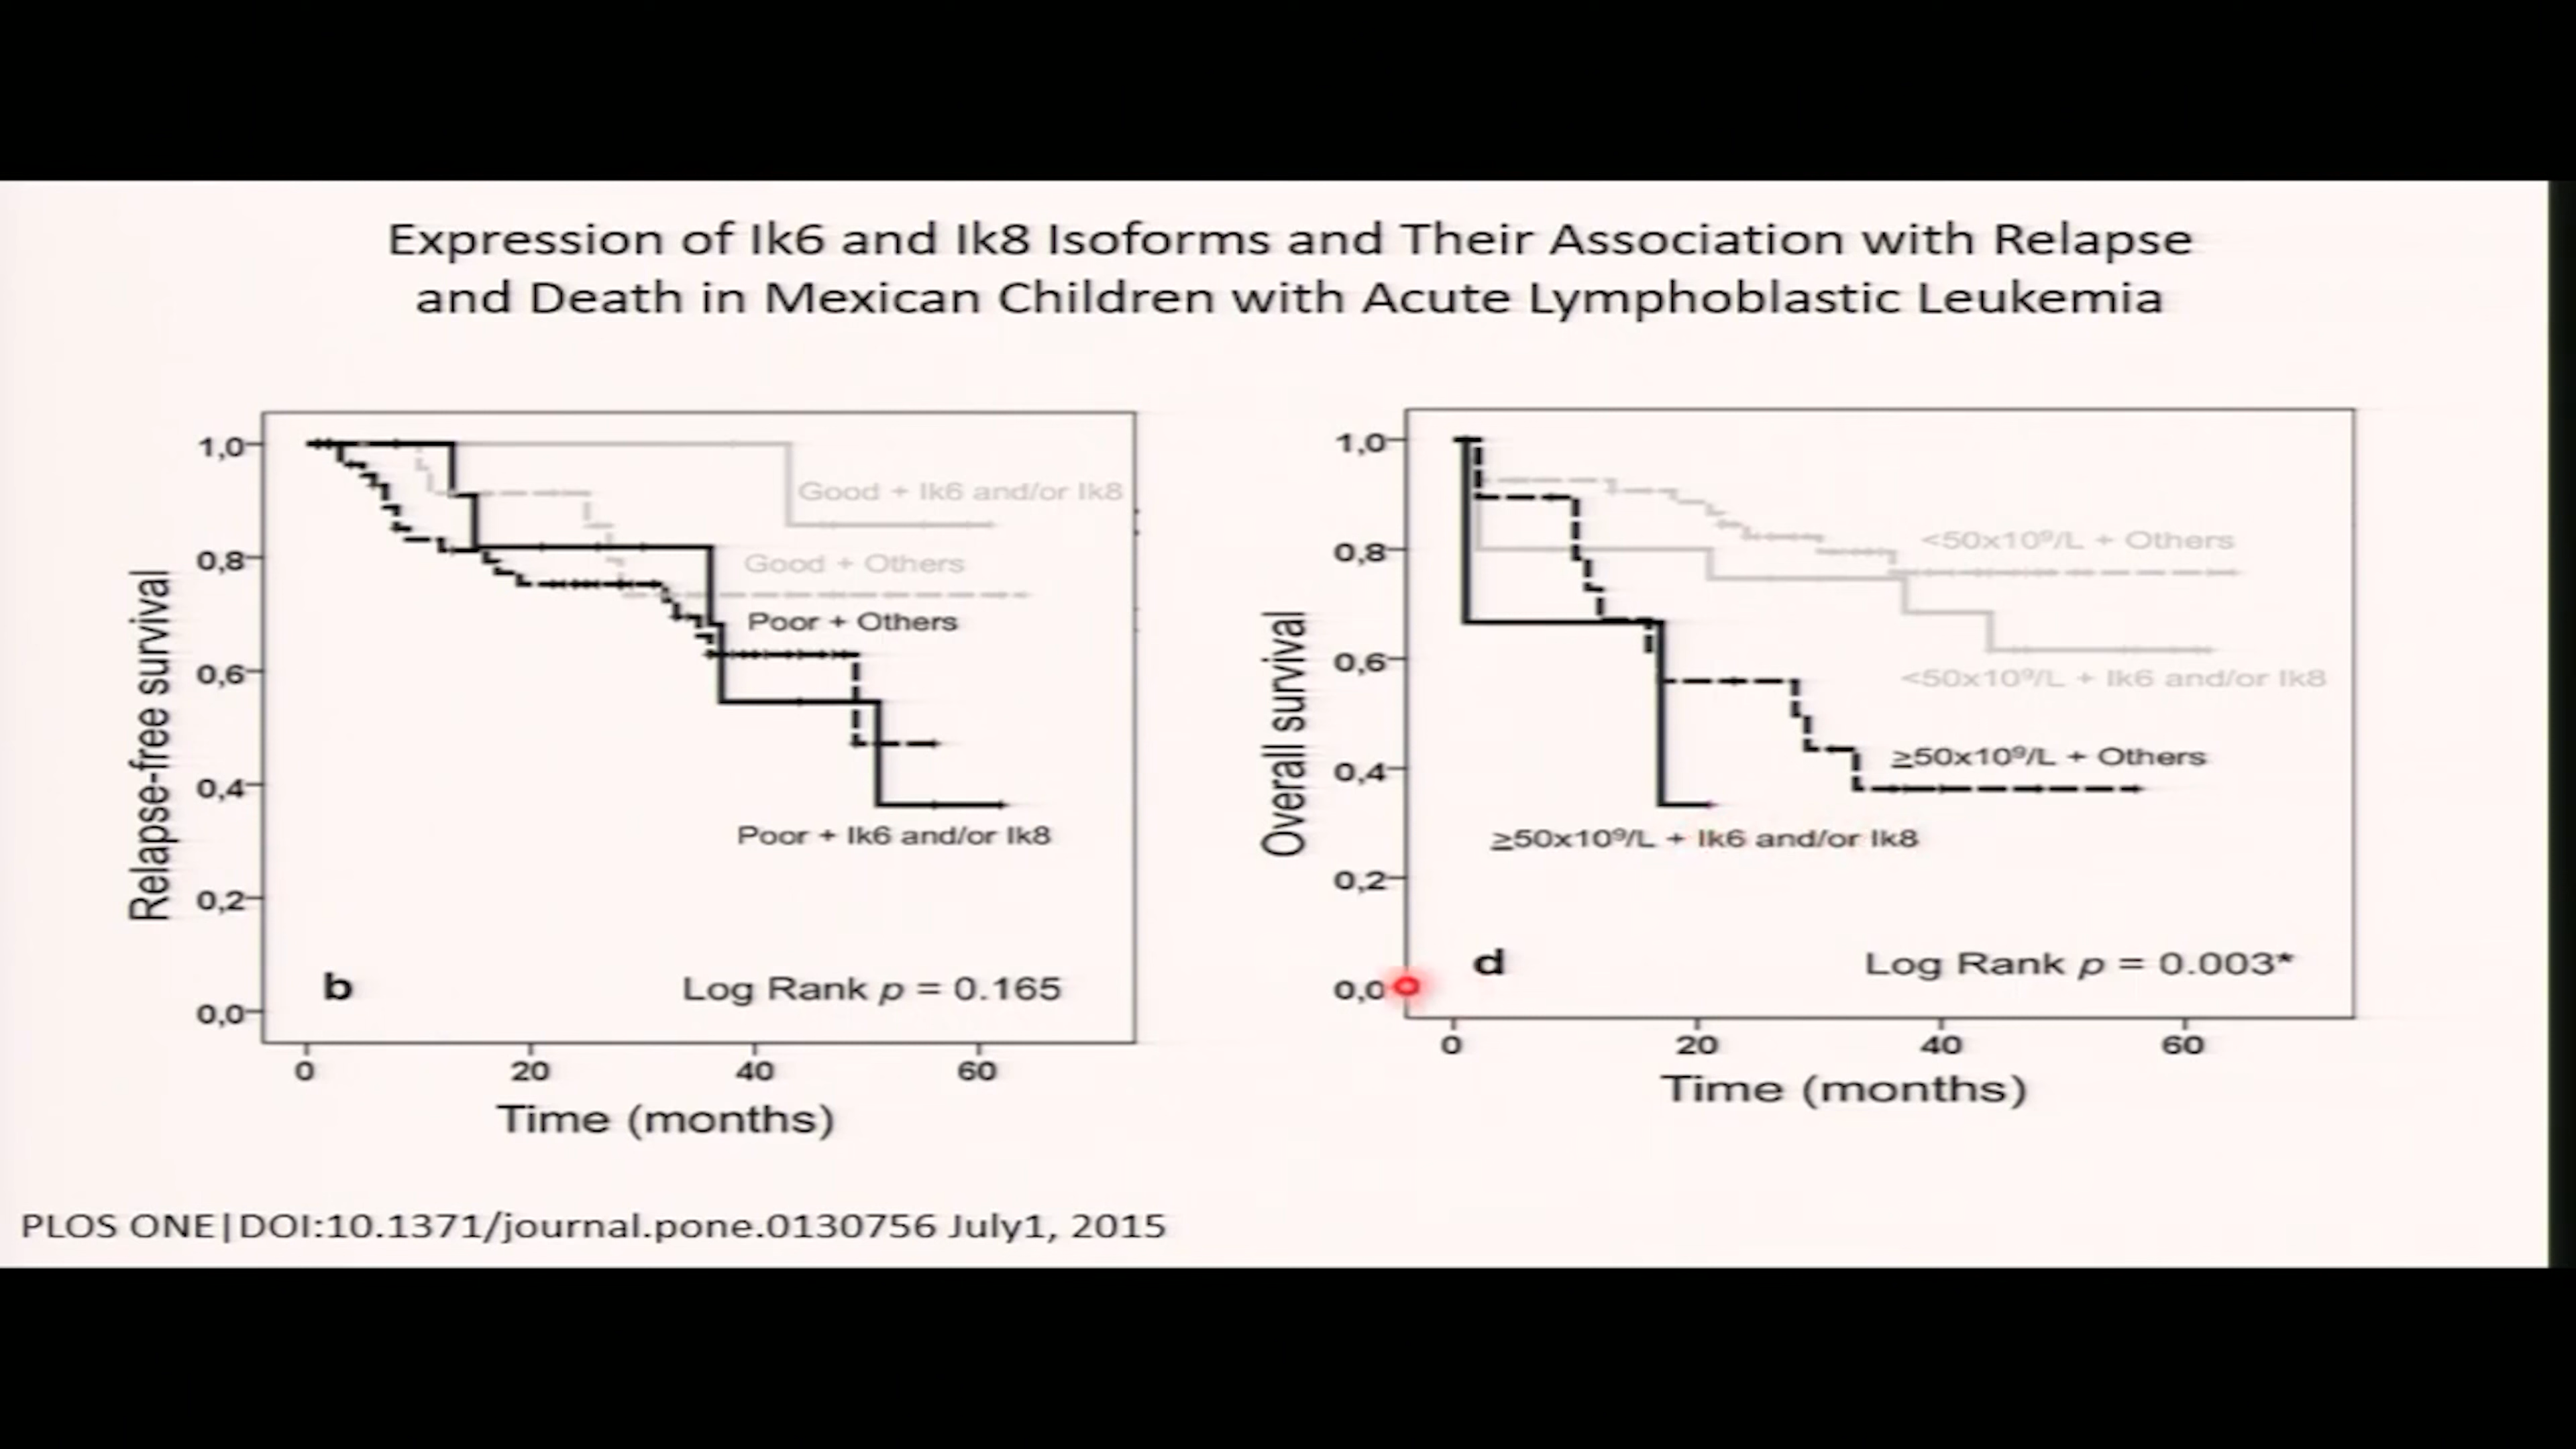 Expression of Ik6 and Ik8 Isoforms and Their Association with Relapse
and Death in Mexican Children with Acute Lymphoblastic Leukemia
Relapse-free survival
1,0
0,8
0,6
0,4
0,2
0,0
Good + Ik6 and/or Ik8
Good + Others
Poor + Others
Poor + Ik6 and/or Ik8
b
Log Rank p = 0.165
0 20 40 60
Time (months)
Overall survival
1,0
0,8
0,6
0,4
0,2
0,0
<50x10⁹/L + Others
<50x10⁹/L + Ik6 and/or Ik8
≥50x10⁹/L + Others
≥50x10⁹/L + Ik6 and/or Ik8
d
Log Rank p = 0.003*
0 20 40 60
Time (months)
PLOS ONE|DOI:10.1371/journal.pone.0130756 July1, 2015